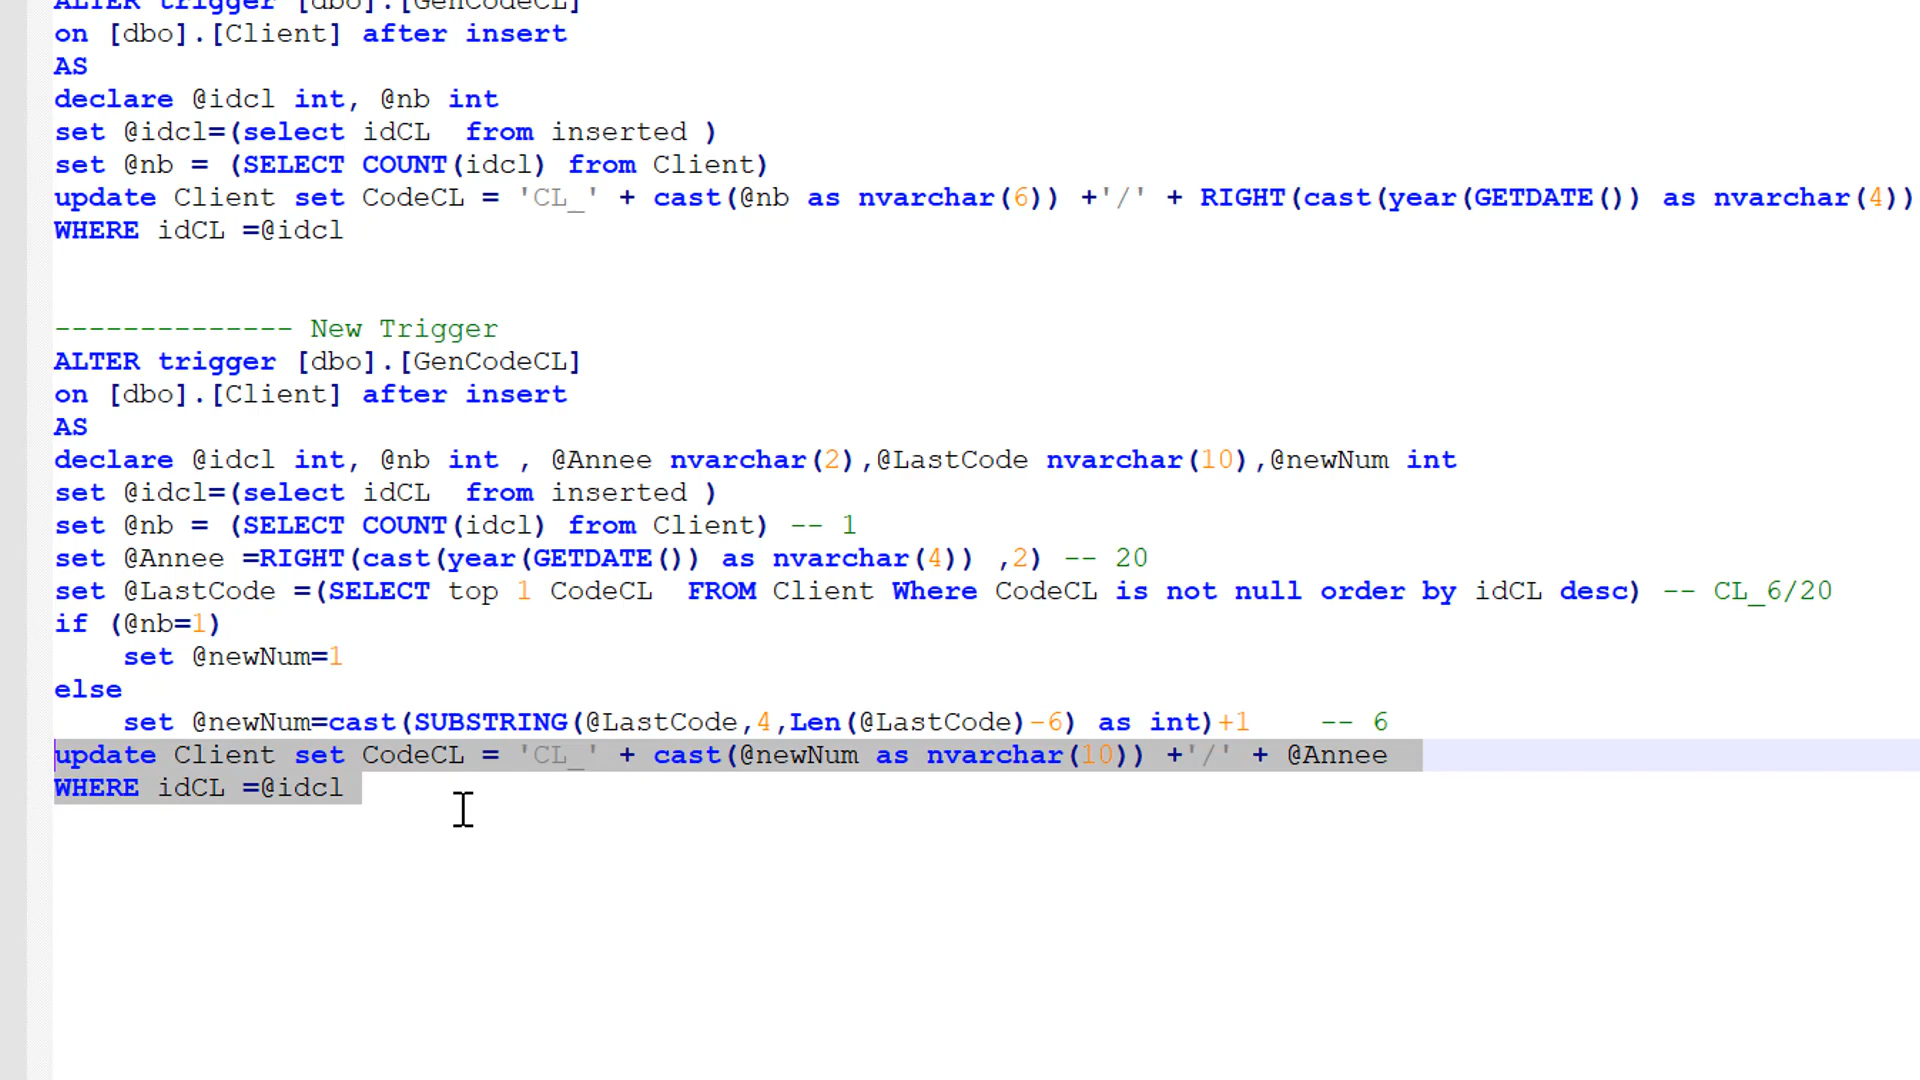 ALTER trigger [dbo].[GenCodeCL]
on [dbo].[Client] after insert
AS
declare @idcl int, @nb int
set @idcl=(select idCL  from inserted )
set @nb = (SELECT COUNT(idcl) from Client)
update Client set CodeCL = 'CL_' + cast(@nb as nvarchar(6)) +'/' + RIGHT(cast(year(GETDATE()) as nvarchar(4))
WHERE idCL =@idcl
-------------- New Trigger
ALTER trigger [dbo].[GenCodeCL]
on [dbo].[Client] after insert
AS
declare @idcl int, @nb int , @Annee nvarchar(2),@LastCode nvarchar(10),@newNum int
set @idcl=(select idCL  from inserted )
set @nb = (SELECT COUNT(idcl) from Client) -- 1
set @Annee =RIGHT(cast(year(GETDATE()) as nvarchar(4)) ,2) -- 20
set @LastCode =(SELECT top 1 CodeCL  FROM Client Where CodeCL is not null order by idCL desc) -- CL_6/20
if (@nb=1)
    set @newNum=1
else
    set @newNum=cast(SUBSTRING(@LastCode,4,Len(@LastCode)-6) as int)+1    -- 6
update Client set CodeCL = 'CL_' + cast(@newNum as nvarchar(10)) +'/' + @Annee
WHERE idCL =@idcl